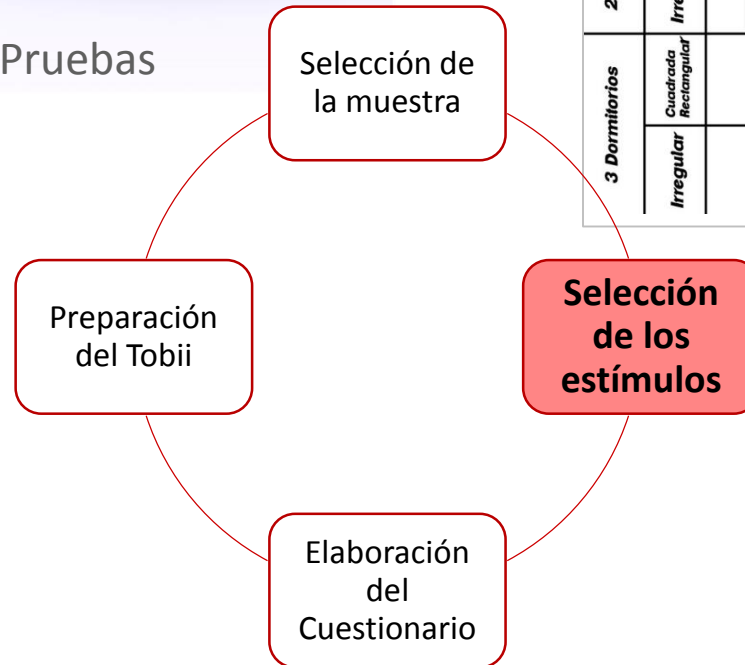 Pruebas
Selección de
la muestra
3 Dormitorios
Cuadrada
Rectangular
Irregular
Selección
de los
estímulos
Preparación
del Tobii
Elaboración
del
Cuestionario